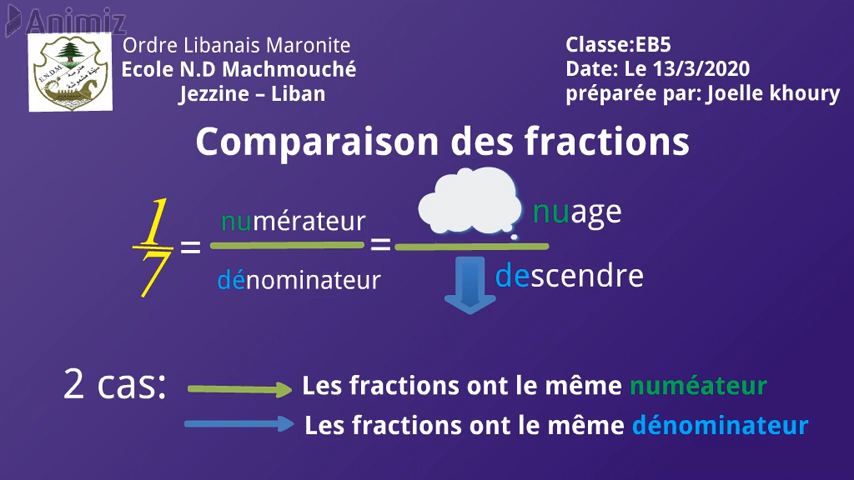 Animiz
Ordre Libanais Maronite
Ecole N.D Machmouché
Jezzine – Liban
Classe:EB5
Date: Le 13/3/2020
préparée par: Joelle khoury
Comparaison des fractions
1
7
=
numérateur
dénominateur
=
nuage
descendre
2 cas:
Les fractions ont le même numéateur
Les fractions ont le même dénominateur